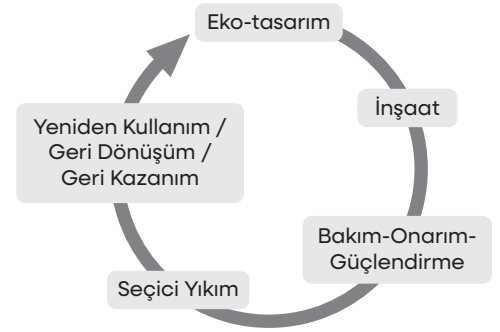 Eko-tasarım
İnşaat
Bakım-Onarım-
Güçlendirme
Seçici Yıkım
Yeniden Kullanım /
Geri Dönüşüm /
Geri Kazanım